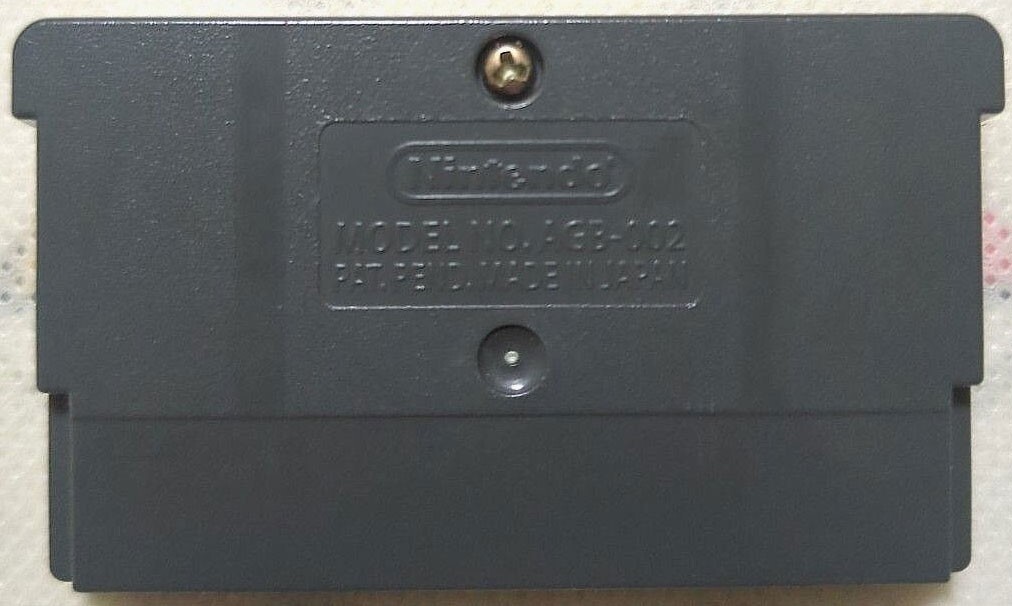 Nintendo
MODEL NO. AGB-002
PAT. PEND. MADE IN JAPAN